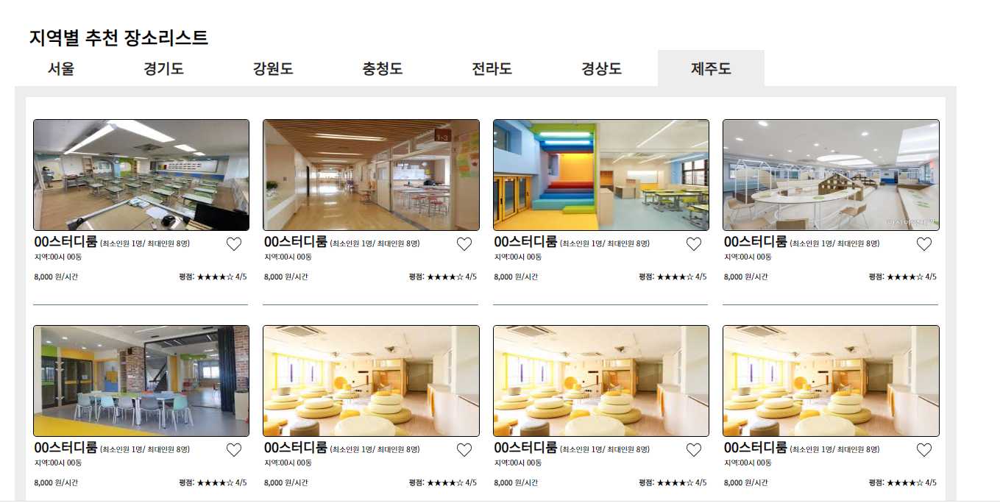 지역별 추천 장소리스트
서울 경기도 강원도 충청도 전라도 경상도 제주도
1-3
아시아경제
00스터디룸 (최소인원 1명/ 최대인원 8명) ♡
지역:00시 00동
8,000 원/시간 평점: ★★★★☆ 4/5
00스터디룸 (최소인원 1명/ 최대인원 8명) ♡
지역:00시 00동
8,000 원/시간 평점: ★★★★☆ 4/5
00스터디룸 (최소인원 1명/ 최대인원 8명) ♡
지역:00시 00동
8,000 원/시간 평점: ★★★★☆ 4/5
00스터디룸 (최소인원 1명/ 최대인원 8명) ♡
지역:00시 00동
8,000 원/시간 평점: ★★★★☆ 4/5
00스터디룸 (최소인원 1명/ 최대인원 8명) ♡
지역:00시 00동
8,000 원/시간 평점: ★★★★☆ 4/5
00스터디룸 (최소인원 1명/ 최대인원 8명) ♡
지역:00시 00동
8,000 원/시간 평점: ★★★★☆ 4/5
00스터디룸 (최소인원 1명/ 최대인원 8명) ♡
지역:00시 00동
8,000 원/시간 평점: ★★★★☆ 4/5
00스터디룸 (최소인원 1명/ 최대인원 8명) ♡
지역:00시 00동
8,000 원/시간 평점: ★★★★☆ 4/5